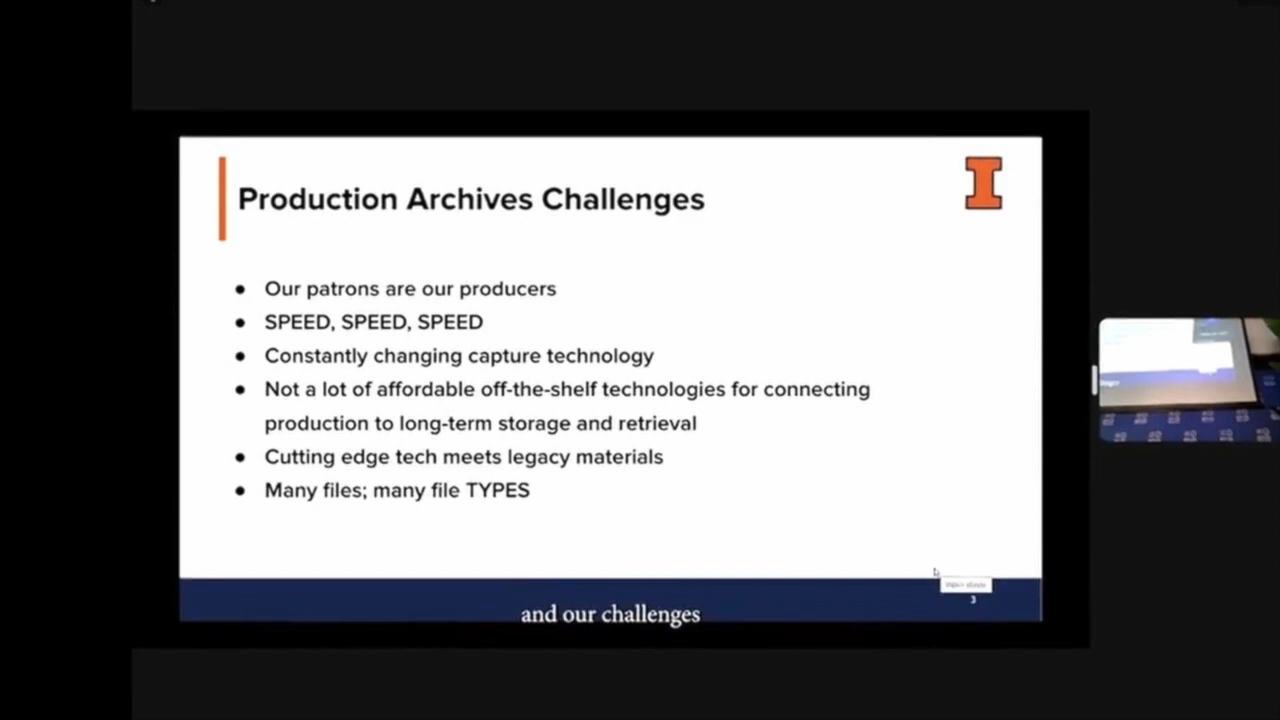 Production Archives Challenges
● Our patrons are our producers
● SPEED, SPEED, SPEED
● Constantly changing capture technology
● Not a lot of affordable off-the-shelf technologies for connecting
production to long-term storage and retrieval
● Cutting edge tech meets legacy materials
● Many files; many file TYPES
3
and our challenges